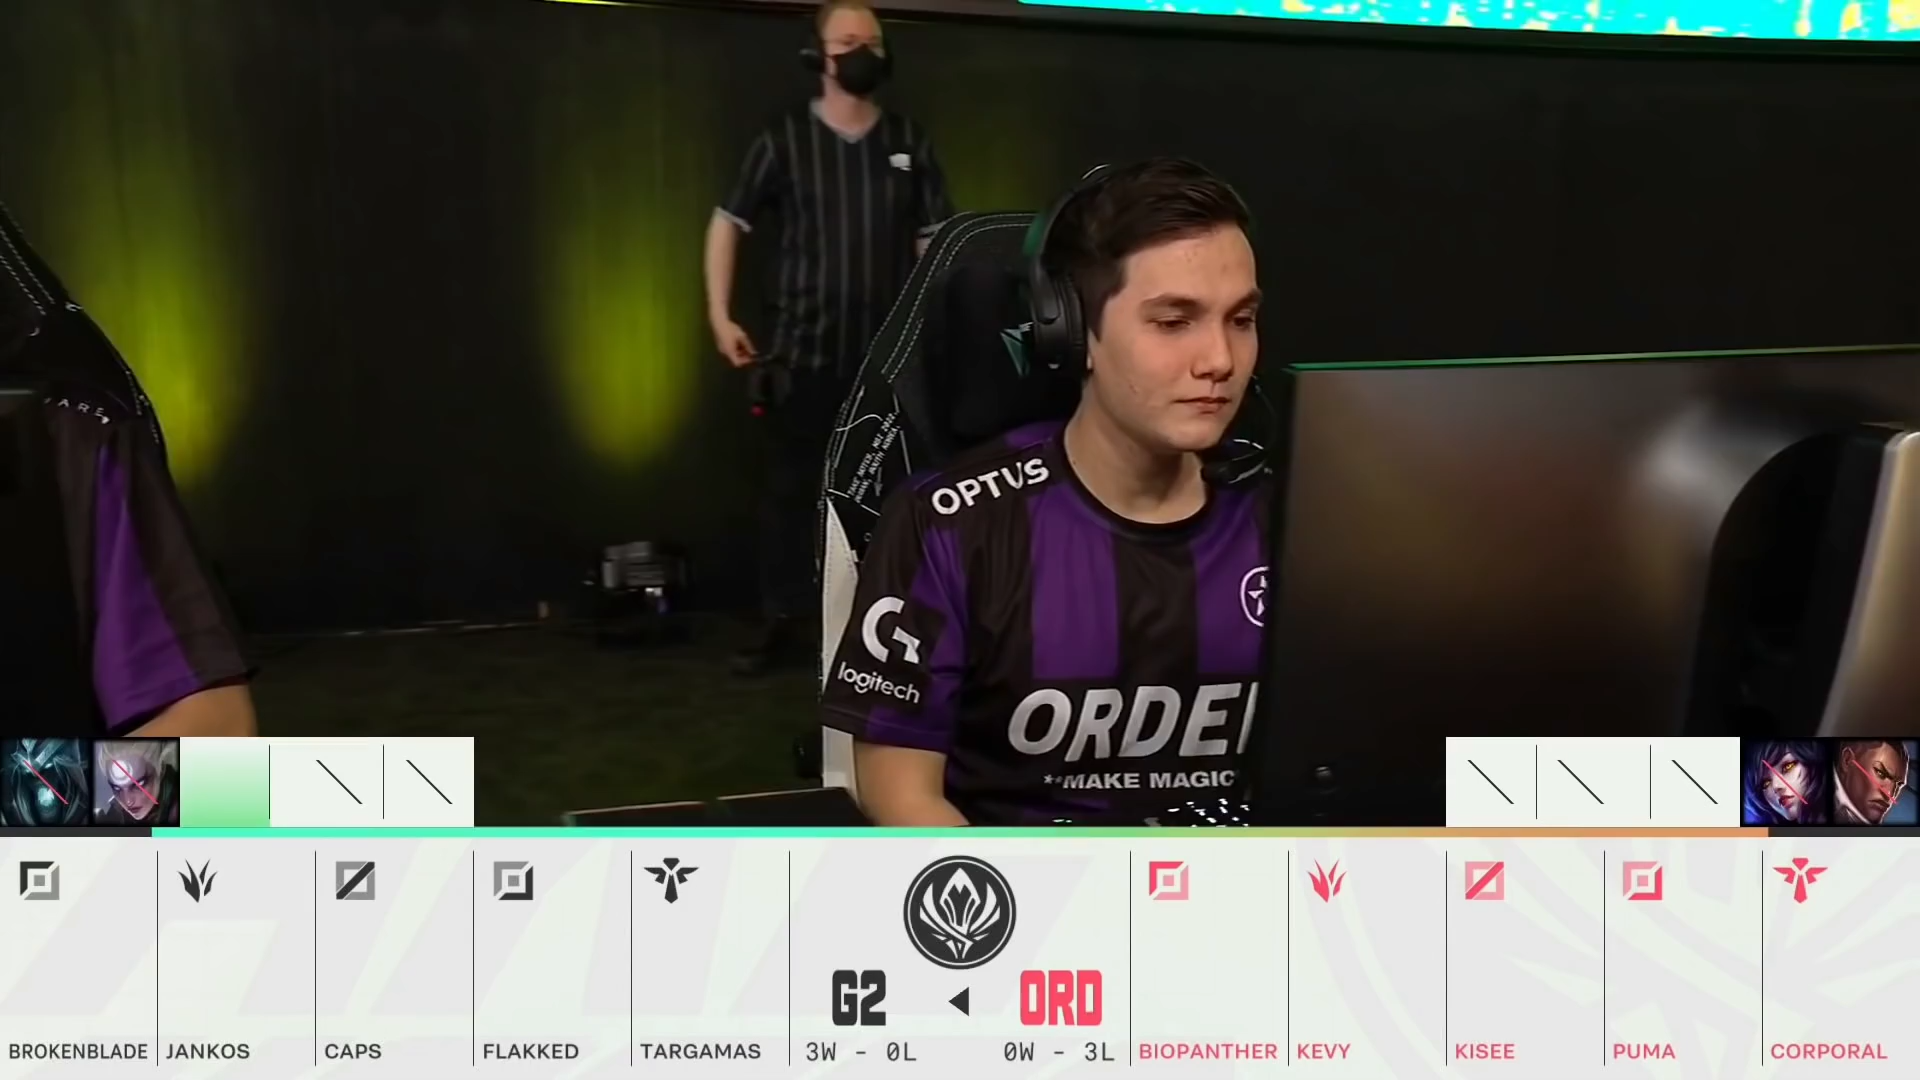 OPTUS
logitech
ORDE
**MAKE MAGIC
BROKENBLADE
JANKOS
CAPS
FLAKKED
TARGAMAS
G2
ORD
3W - 0L
0W - 3L
BIOPANTHER
KEVY
KISEE
PUMA
CORPORAL